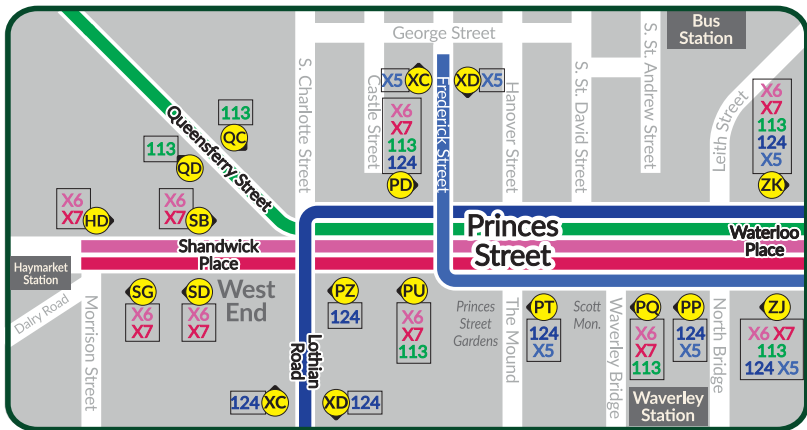 Bus
Station
George Street
S. Charlotte Street
Castle Street
Frederick Street
Hanover Street
S. St. David Street
S. St. Andrew Street
Leith Street
X5 XC
XD X5
X6
X7
113
124
PD
X6
X7
113
124
X5
ZK
113
QC
113
QD
Queensferry Street
X6
X7
HD
X6
X7
SB
Princes
Street
Waterloo
Place
Shandwick
Place
Haymarket
Station
Dalry Road
Morrison Street
SG
X6
X7
SD
X6
X7
West
End
Lothian
Road
PZ
124
PU
X6
X7
113
Princes
Street
Gardens
The Mound
PT
124
X5
Scott
Mon.
Waverley Bridge
PQ
X6
X7
113
PP
124
X5
North Bridge
ZJ
X6 X7
113
124 X5
124 XC
XD 124
Waverley
Station